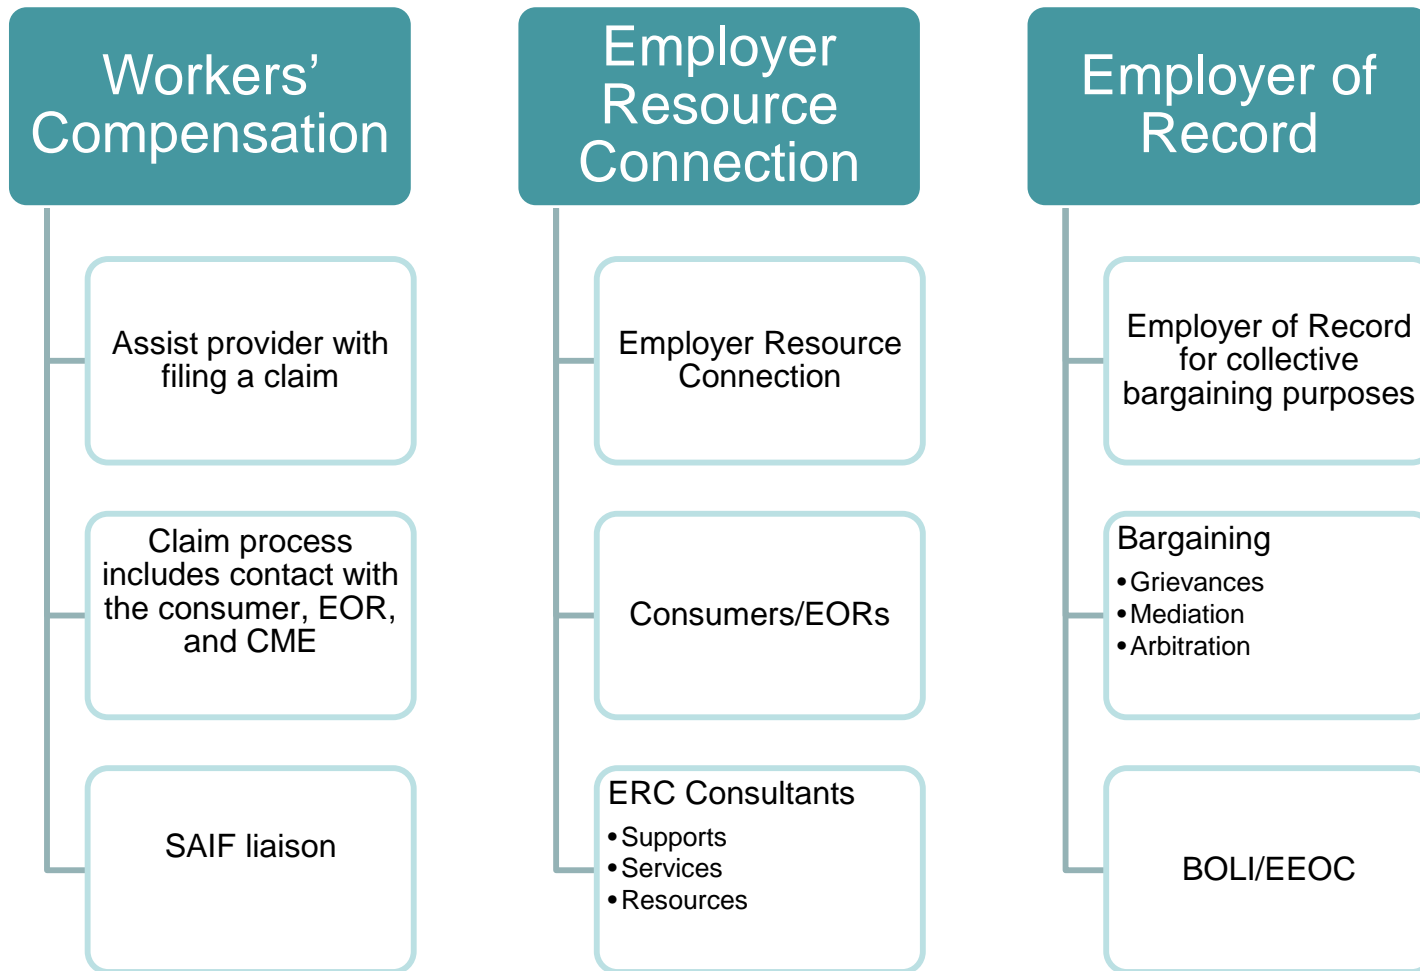 Workers’
Compensation
Assist provider with
filing a claim
Claim process
includes contact with
the consumer, EOR,
and CME
SAIF liaison
Employer
Resource
Connection
Employer Resource
Connection
Consumers/EORs
ERC Consultants
•Supports
•Services
•Resources
Employer of
Record
Employer of Record
for collective
bargaining purposes
Bargaining
•Grievances
•Mediation
•Arbitration
BOLI/EEOC